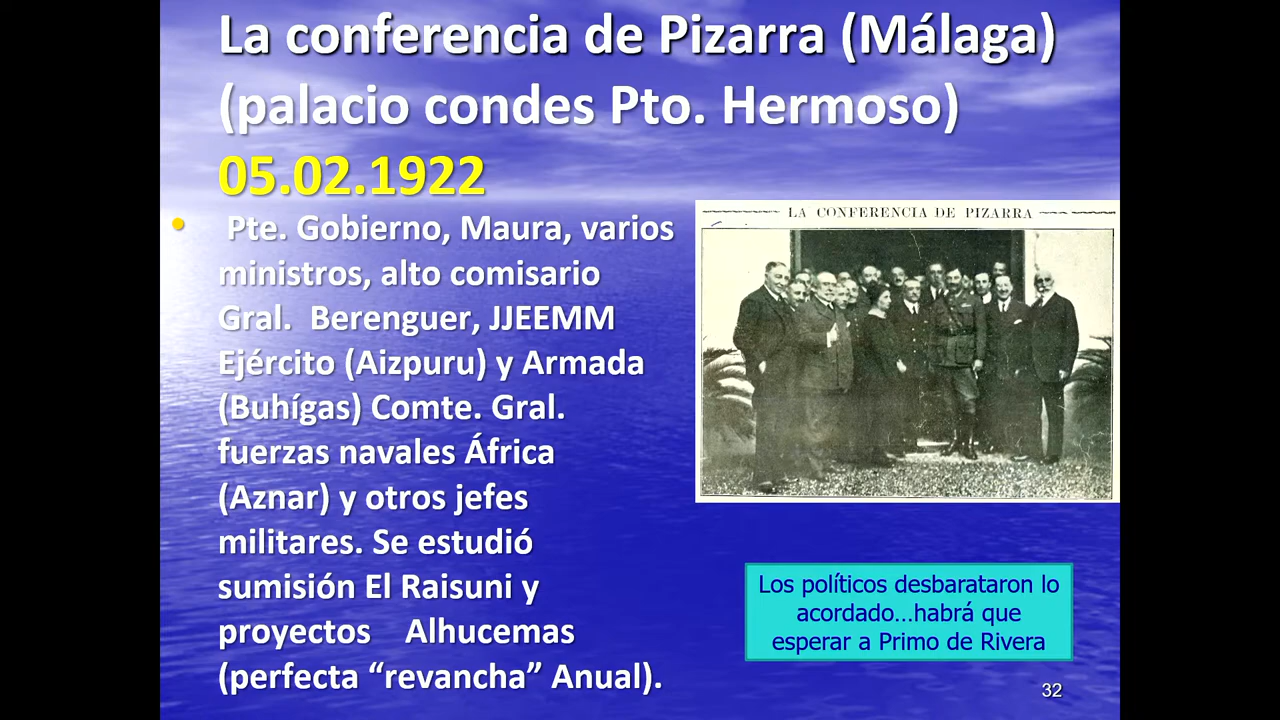 La conferencia de Pizarra (Málaga)
(palacio condes Pto. Hermoso)
05.02.1922
• Pte. Gobierno, Maura, varios
ministros, alto comisario
Gral. Berenguer, JJEEMM
Ejército (Aizpuru) y Armada
(Buhígas) Comte. Gral.
fuerzas navales África
(Aznar) y otros jefes
militares. Se estudió
sumisión El Raisuni y
proyectos Alhucemas
(perfecta “revancha” Anual).
LA CONFERENCIA DE PIZARRA
Los políticos desbarataron lo
acordado...habrá que
esperar a Primo de Rivera
32